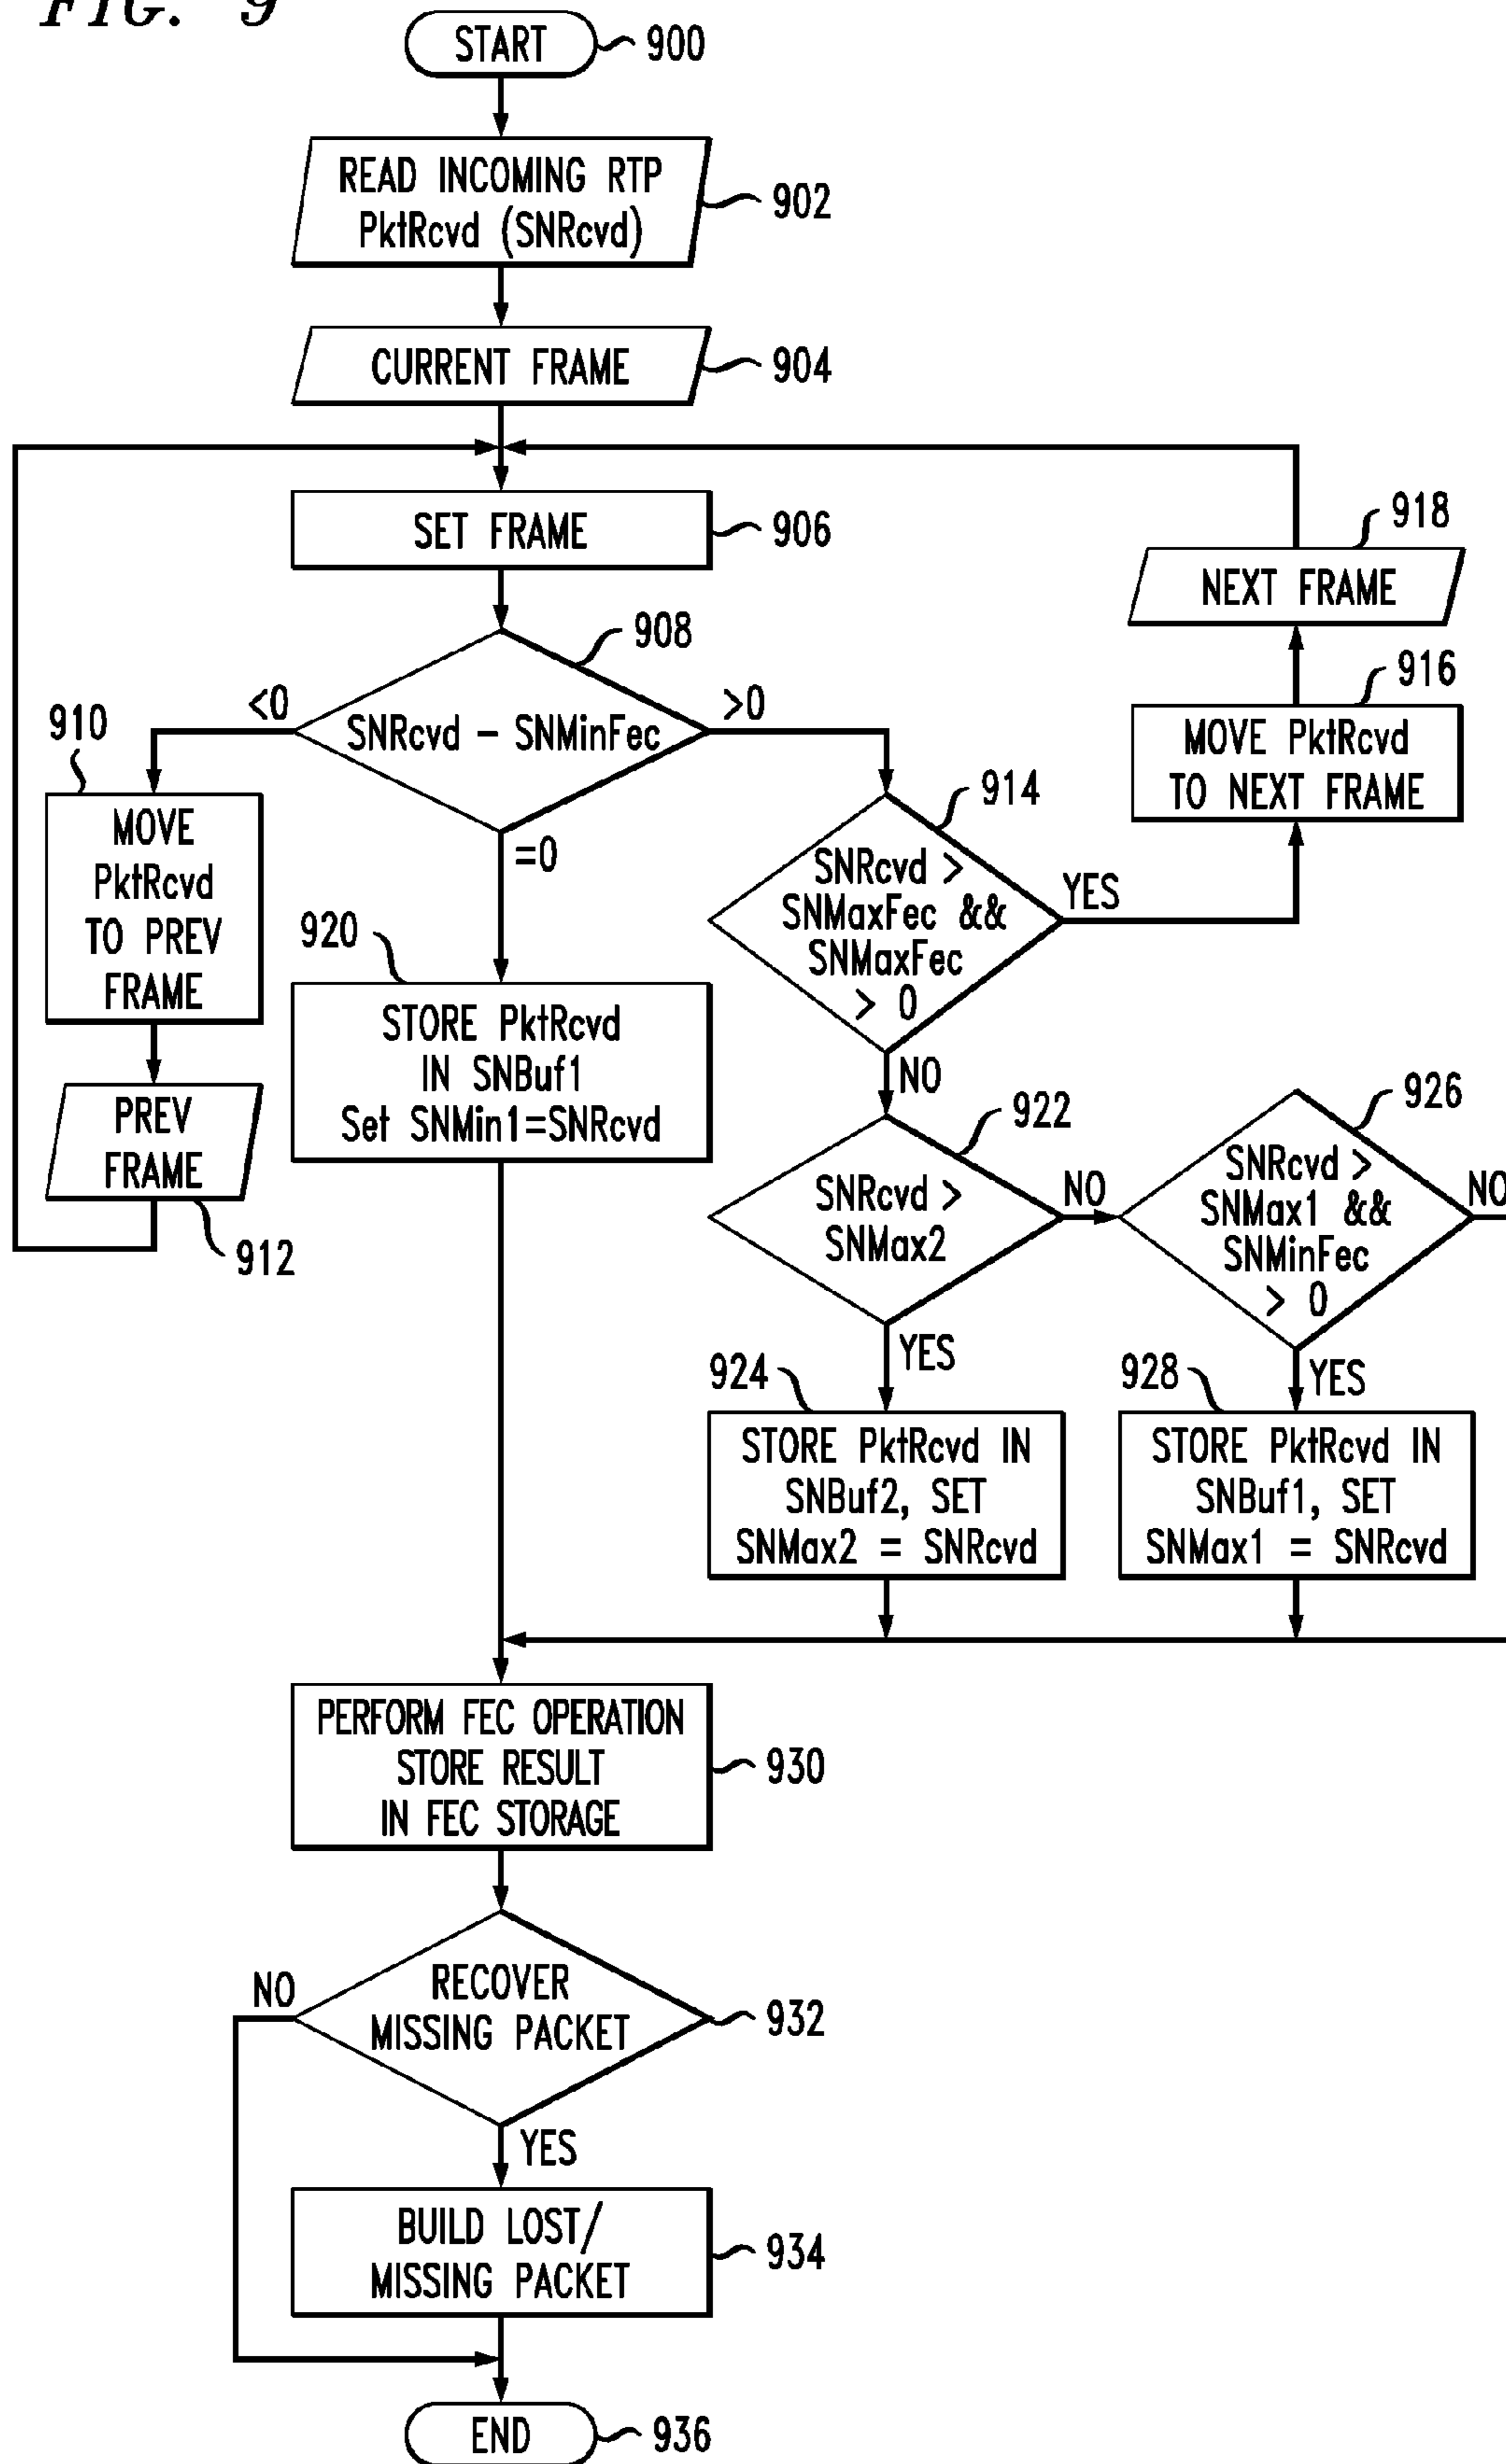 FIG. 9
START
900
READ INCOMING RTP
PktRcvd (SNRcvd)
902
CURRENT FRAME
904
SET FRAME
906
918
NEXT FRAME
908
<0
SNRcvd – SNMinFec
>0
916
MOVE PktRcvd
TO NEXT FRAME
910
MOVE
PktRcvd
TO PREV
FRAME
=0
914
SNRcvd >
SNMaxFec &&
SNMaxFec
> 0
YES
NO
920
STORE PktRcvd
IN SNBuf1
Set SNMin1=SNRcvd
PREV
FRAME
912
922
SNRcvd >
SNMax2
NO
926
SNRcvd >
SNMax1 &&
SNMinFec
> 0
NO
YES
YES
924
STORE PktRcvd IN
SNBuf2, SET
SNMax2 = SNRcvd
928
STORE PktRcvd IN
SNBuf1, SET
SNMax1 = SNRcvd
PERFORM FEC OPERATION
STORE RESULT
IN FEC STORAGE
930
NO
RECOVER
MISSING PACKET
932
YES
BUILD LOST/
MISSING PACKET
934
END
936